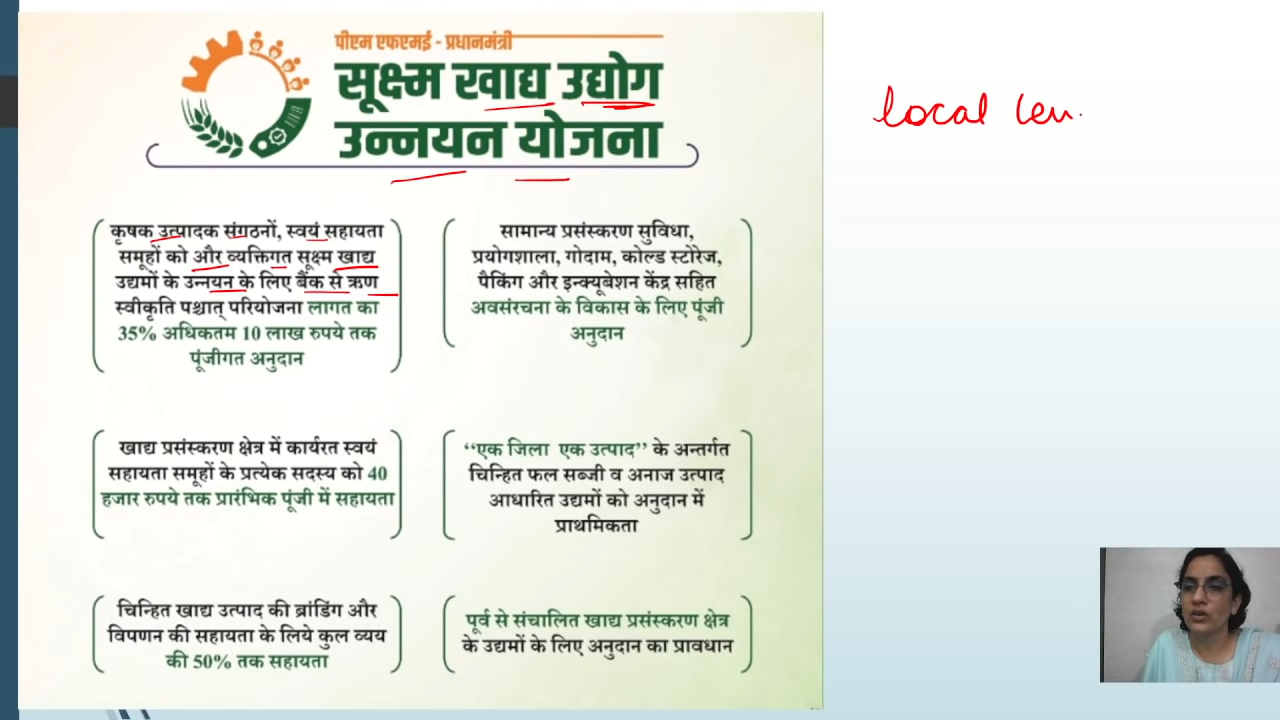 पीएम एफएमई - प्रधानमंत्री
सूक्ष्म खाद्य उद्योग
उन्नयन योजना
कृषक उत्पादक संगठनों, स्वयं सहायता
समूहों को और व्यक्तिगत सूक्ष्म खाद्य
उद्यमों के उन्नयन के लिए बैंक से ऋण
स्वीकृति पश्चात् परियोजना लागत का
35% अधिकतम 10 लाख रुपये तक
पूंजीगत अनुदान
सामान्य प्रसंस्करण सुविधा,
प्रयोगशाला, गोदाम, कोल्ड स्टोरेज,
पैकिंग और इन्क्यूबेशन केंद्र सहित
अवसंरचना के विकास के लिए पूंजी
अनुदान
खाद्य प्रसंस्करण क्षेत्र में कार्यरत स्वयं
सहायता समूहों के प्रत्येक सदस्य को 40
हजार रुपये तक प्रारंभिक पूंजी में सहायता
“एक जिला एक उत्पाद” के अन्तर्गत
चिन्हित फल सब्जी व अनाज उत्पाद
आधारित उद्यमों को अनुदान में
प्राथमिकता
चिन्हित खाद्य उत्पाद की ब्रांडिंग और
विपणन की सहायता के लिये कुल व्यय
की 50% तक सहायता
पूर्व से संचालित खाद्य प्रसंस्करण क्षेत्र
के उद्यमों के लिए अनुदान का प्रावधान
local